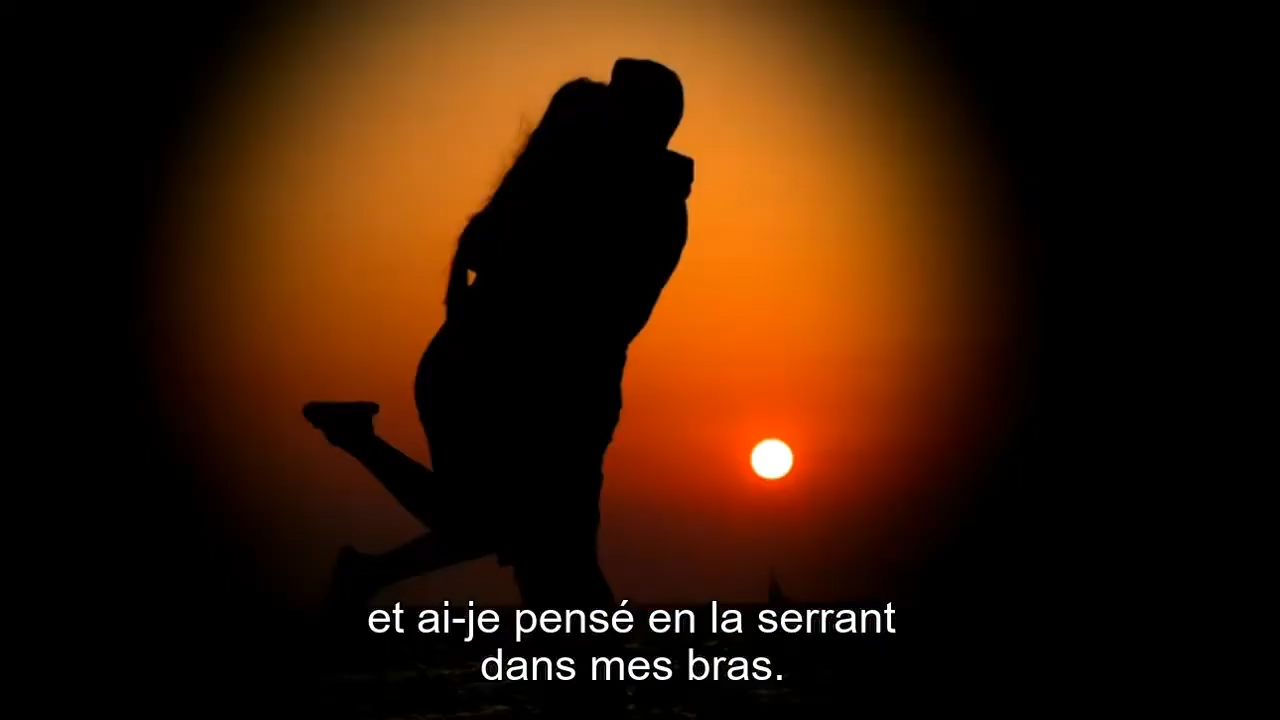 et ai-je pensé en la serrant
dans mes bras.